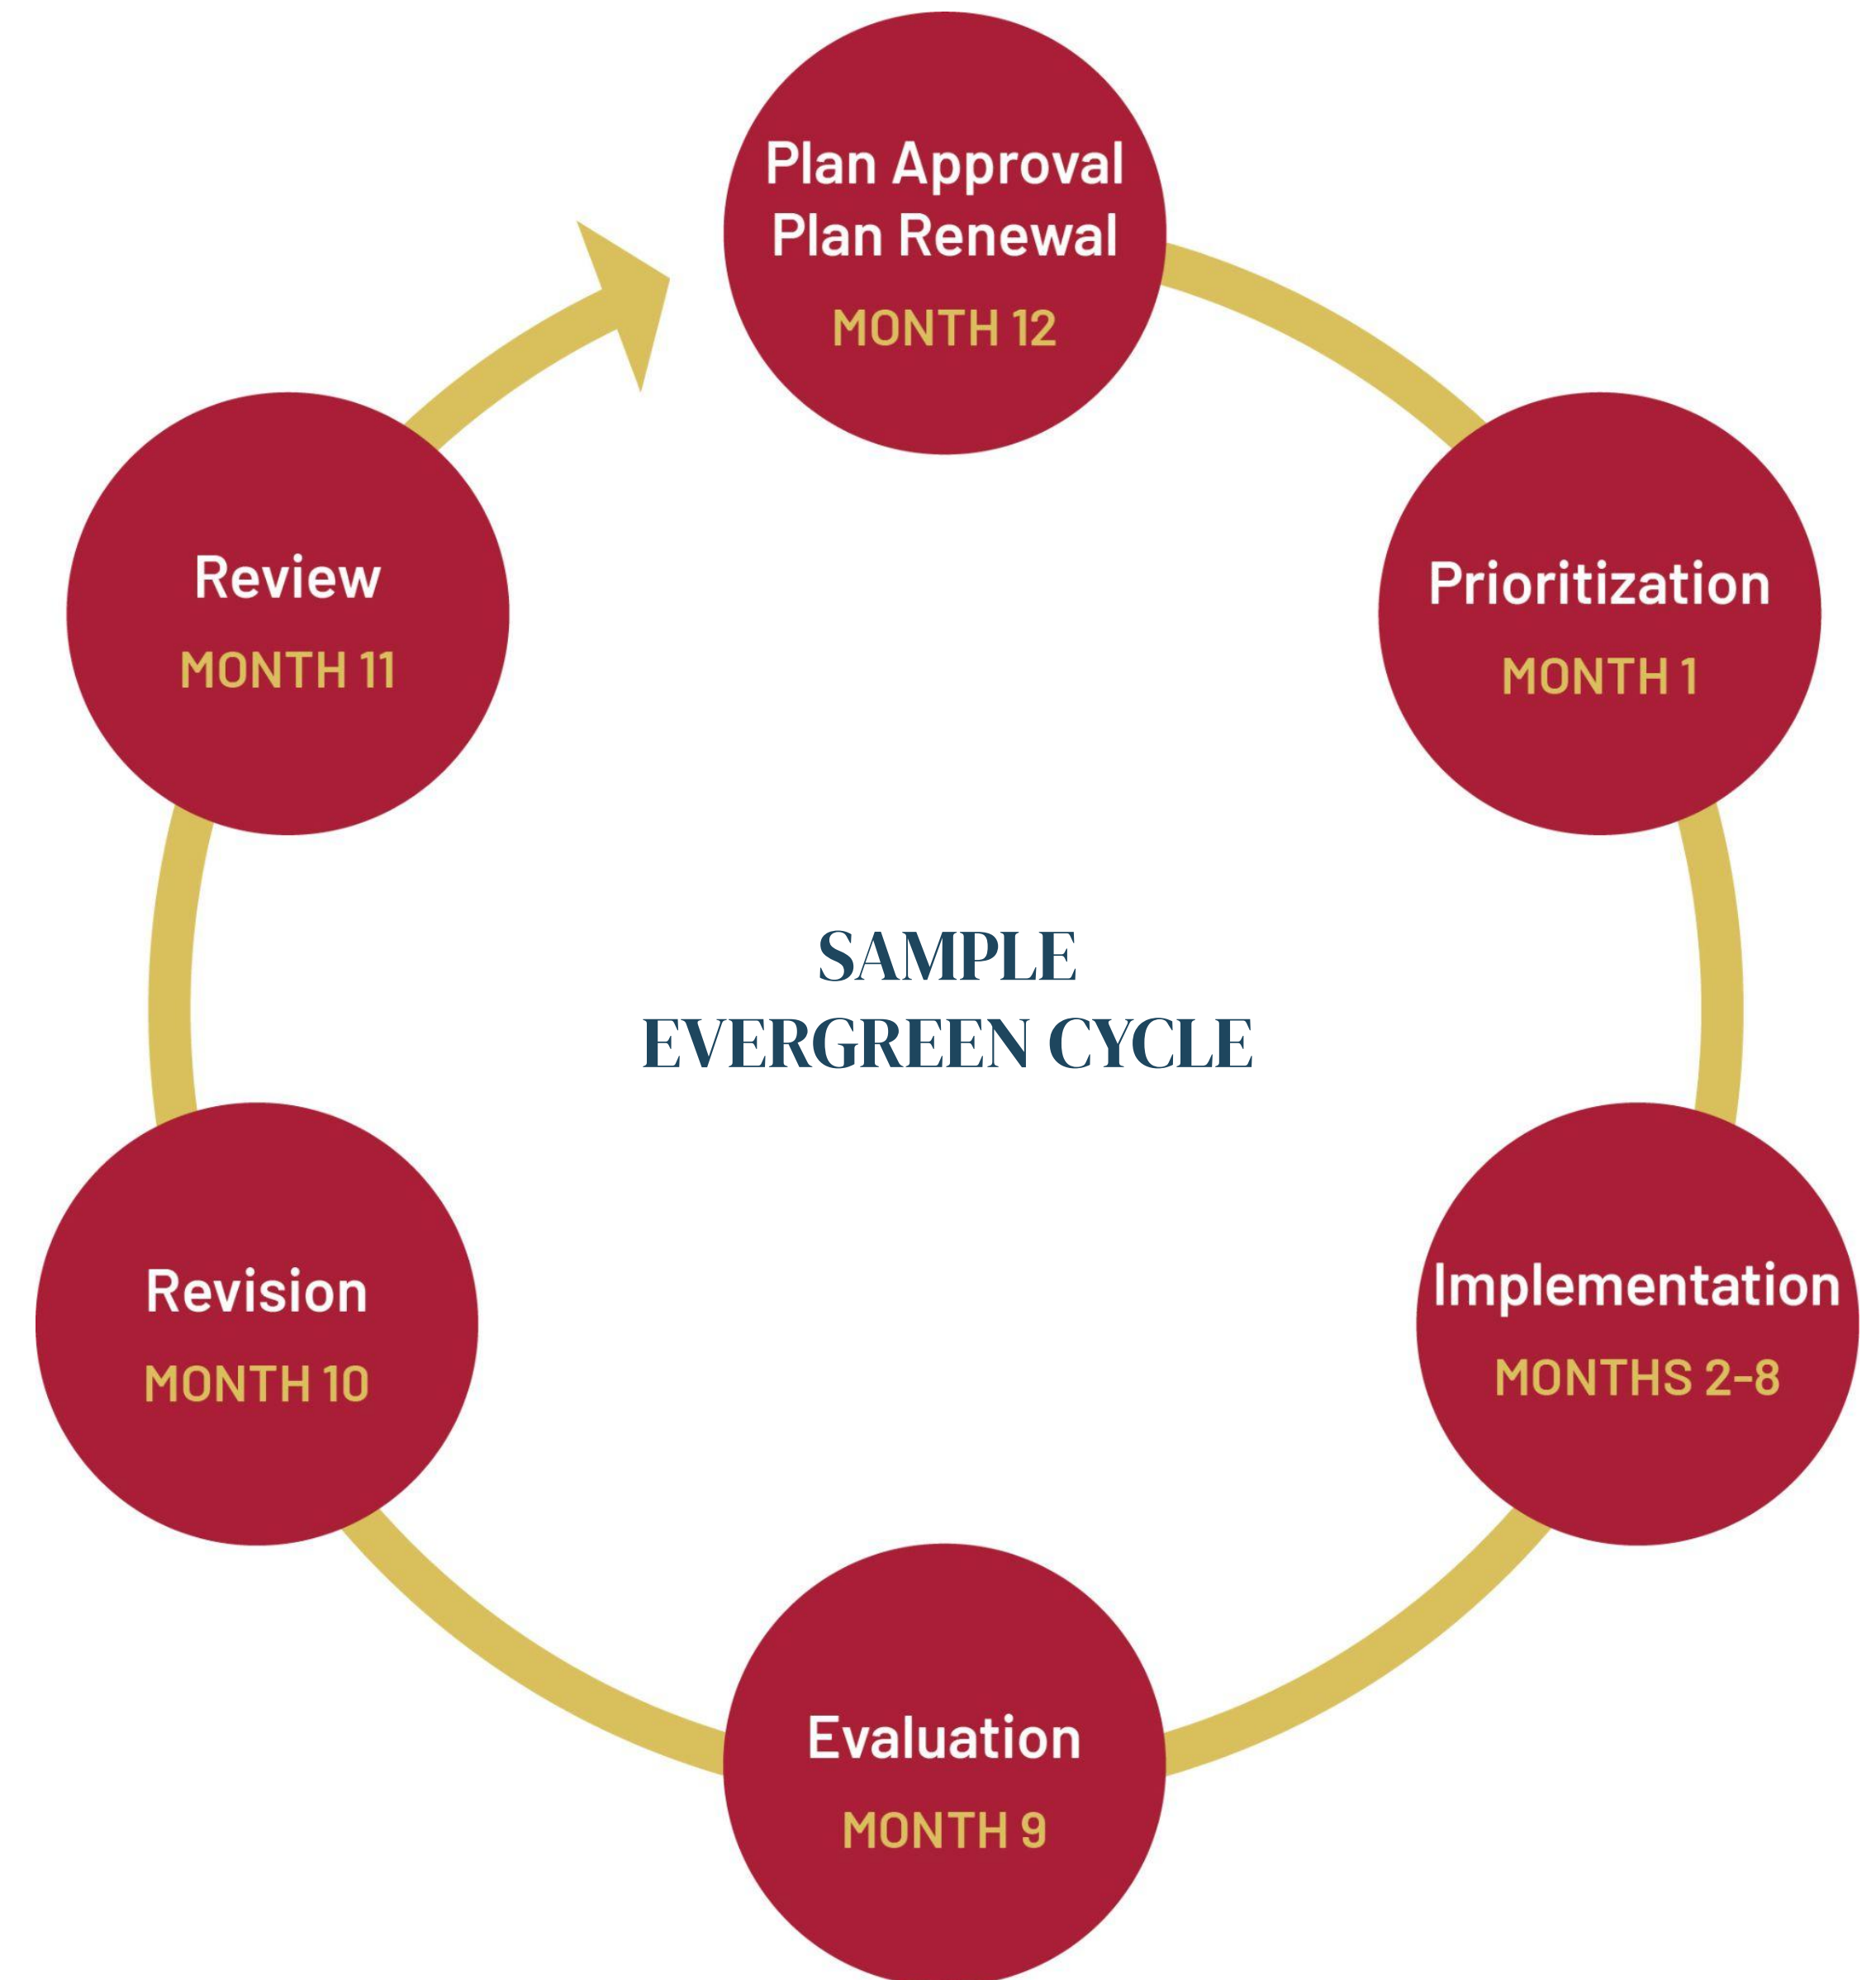 Plan Approval
Plan Renewal
MONTH 12
Prioritization
MONTH 1
Implementation
MONTHS 2-8
Evaluation
MONTH 9
Revision
MONTH 10
Review
MONTH 11
SAMPLE
EVERGREEN CYCLE